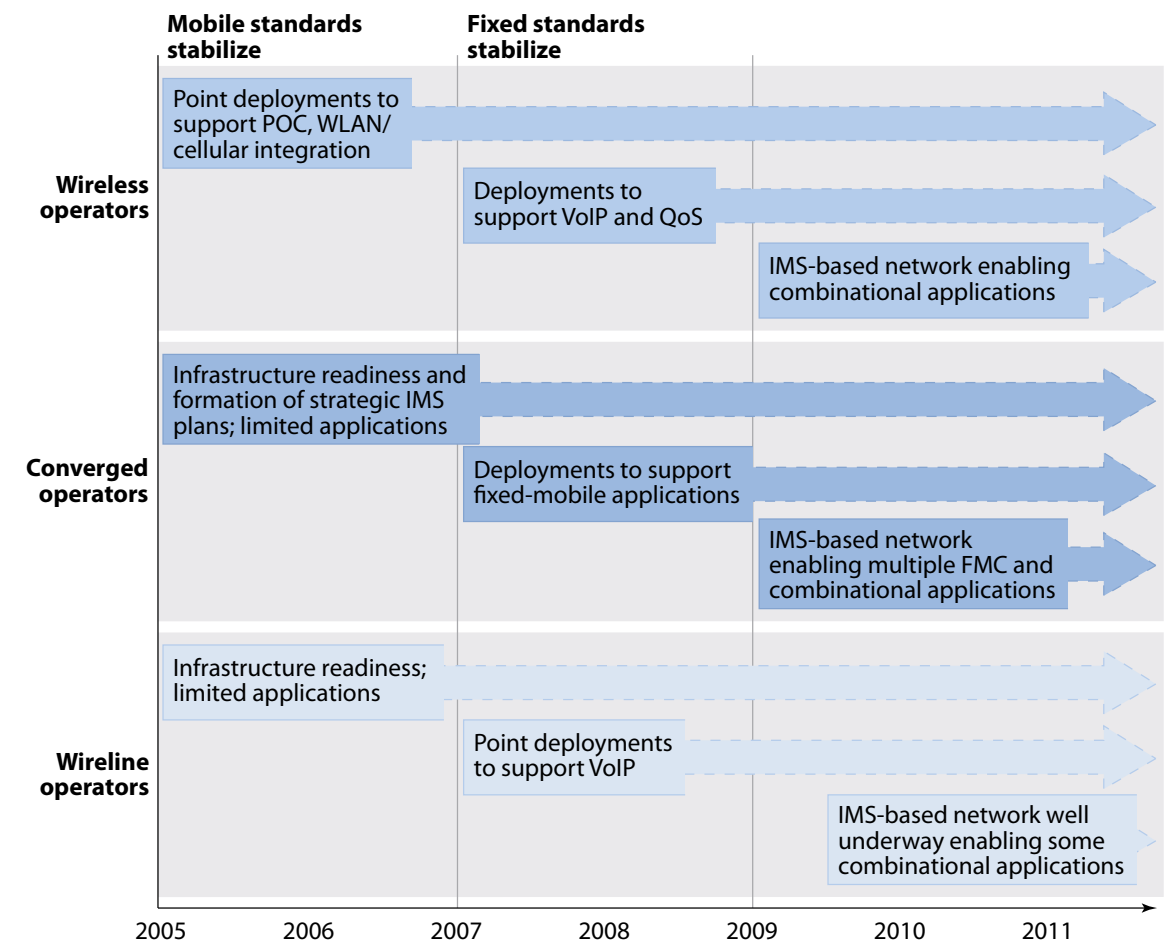 Mobile standards
stabilize
Fixed standards
stabilize
Wireless
operators
Point deployments to
support POC, WLAN/
cellular integration
Deployments to
support VoIP and QoS
IMS-based network enabling
combinational applications
Converged
operators
Infrastructure readiness and
formation of strategic IMS
plans; limited applications
Deployments to support
fixed-mobile applications
IMS-based network
enabling multiple FMC and
combinational applications
Wireline
operators
Infrastructure readiness;
limited applications
Point deployments
to support VoIP
IMS-based network well
underway enabling some
combinational applications
2005 2006 2007 2008 2009 2010 2011